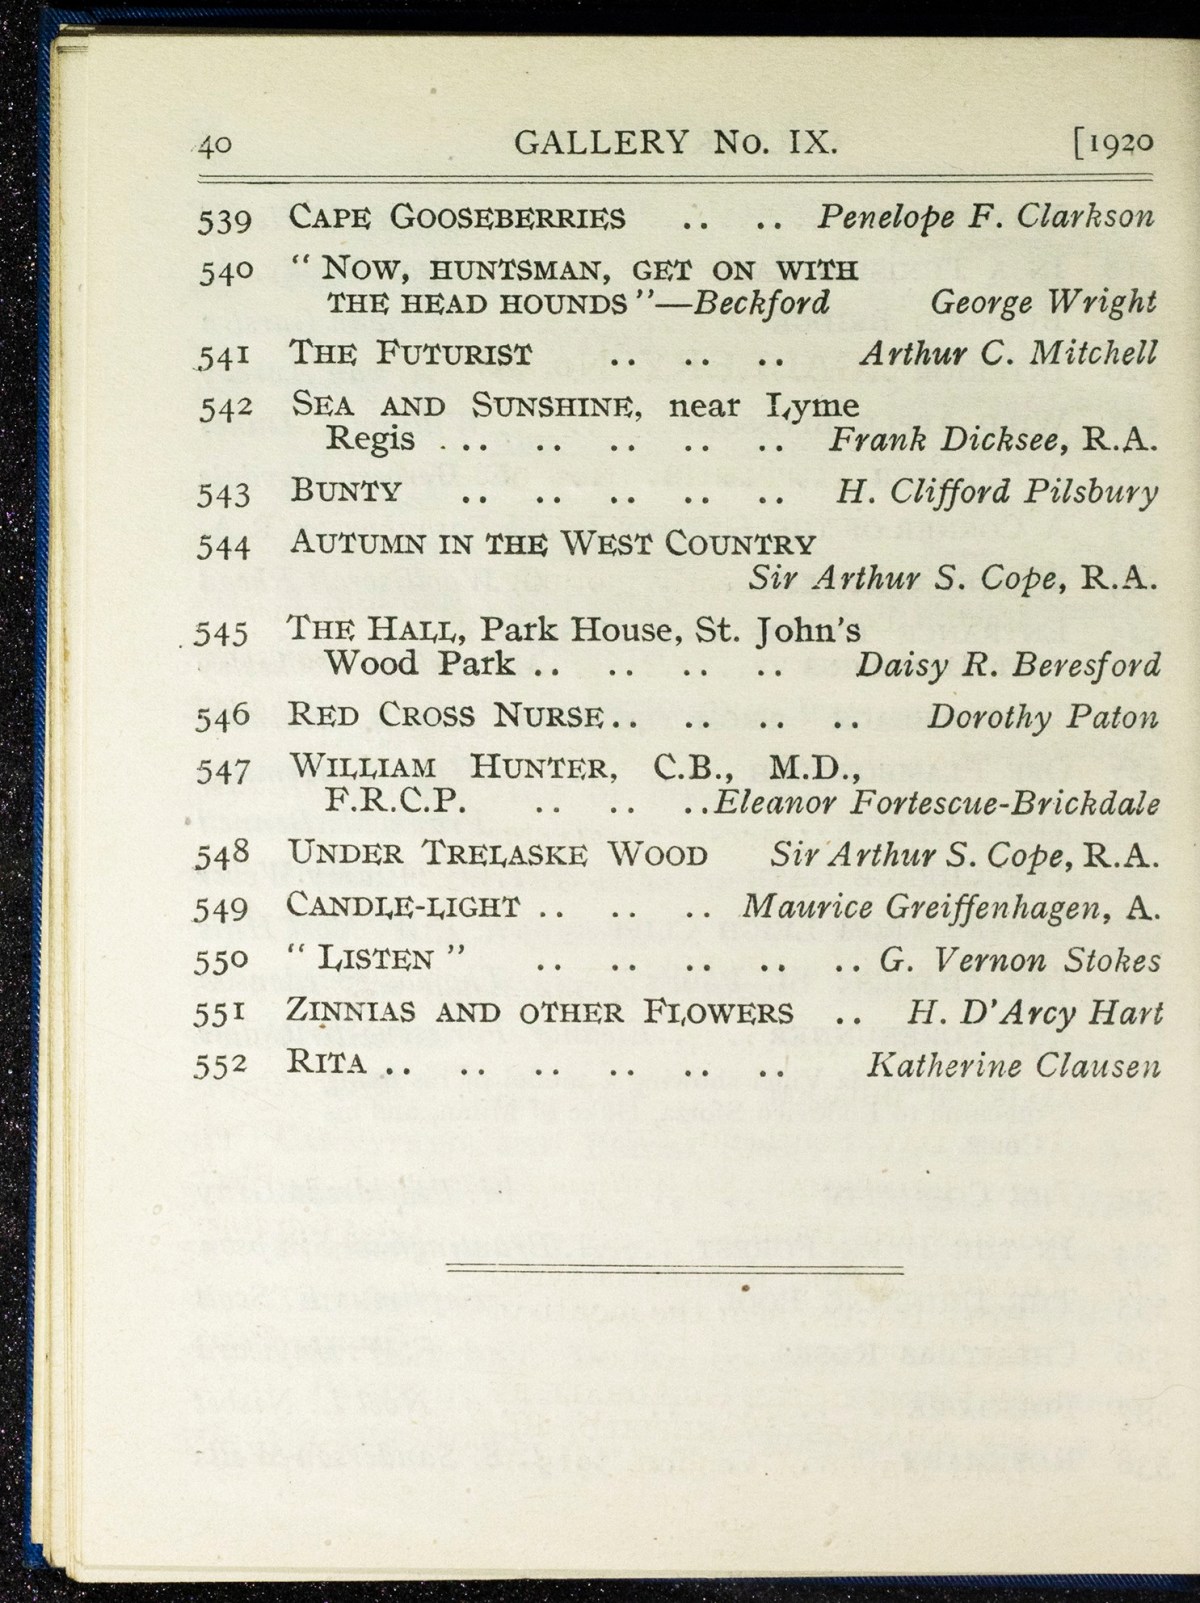 40 GALLERY No. IX. [1920
539 CAPE GOOSEBERRIES .. .. Penelope F. Clarkson
540 “ NOW, HUNTSMAN, GET ON WITH
THE HEAD HOUNDS ”—Beckford George Wright
541 THE FUTURIST .. .. .. Arthur C. Mitchell
542 SEA AND SUNSHINE, near Lyme
Regis . .. .. .. .. .. Frank Dicksee, R.A.
543 BUNTY .. .. .. .. .. H. Clifford Pilsbury
544 AUTUMN IN THE WEST COUNTRY
Sir Arthur S. Cope, R.A.
545 THE HALL, Park House, St. John's
Wood Park .. .. .. .. Daisy R. Beresford
546 RED CROSS NURSE .. .. .. .. Dorothy Paton
547 WILLIAM HUNTER, C.B., M.D.,
F.R.C.P. .. .. .. Eleanor Fortescue-Brickdale
548 UNDER TRELASKE WOOD Sir Arthur S. Cope, R.A.
549 CANDLE-LIGHT .. .. .. Maurice Greiffenhagen, A.
550 “ LISTEN ” .. .. .. .. .. G. Vernon Stokes
551 ZINNIAS AND OTHER FLOWERS .. H. D'Arcy Hart
552 RITA .. .. .. .. .. .. Katherine Clausen